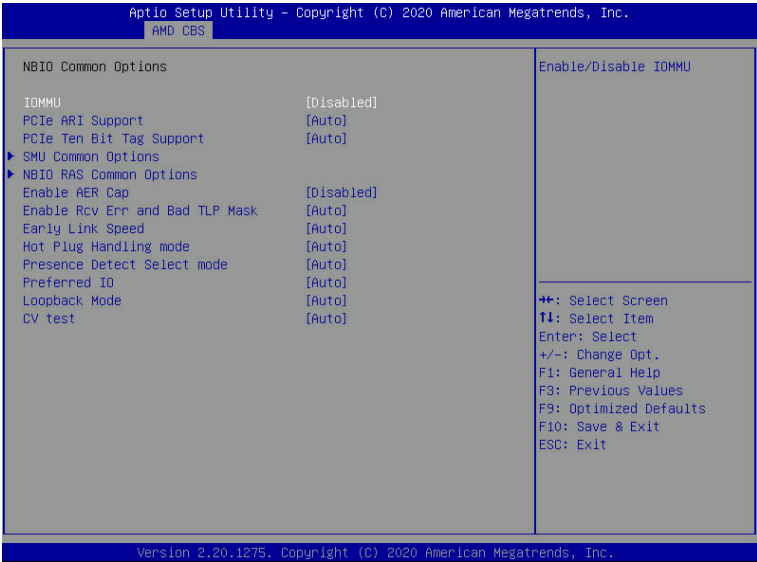 Aptio Setup Utility – Copyright (C) 2020 American Megatrends, Inc.
AMD CBS
NBIO Common Options
IOMMU [Disabled]
PCIe ARI Support [Auto]
PCIe Ten Bit Tag Support [Auto]
SMU Common Options
NBIO RAS Common Options
Enable AER Cap [Disabled]
Enable Rcv Err and Bad TLP Mask [Auto]
Early Link Speed [Auto]
Hot Plug Handling mode [Auto]
Presence Detect Select mode [Auto]
Preferred IO [Auto]
Loopback Mode [Auto]
CV test [Auto]
Enable/Disable IOMMU
→←: Select Screen
↑↓: Select Item
Enter: Select
+/-: Change Opt.
F1: General Help
F3: Previous Values
F9: Optimized Defaults
F10: Save & Exit
ESC: Exit
Version 2.20.1275. Copyright (C) 2020 American Megatrends, Inc.